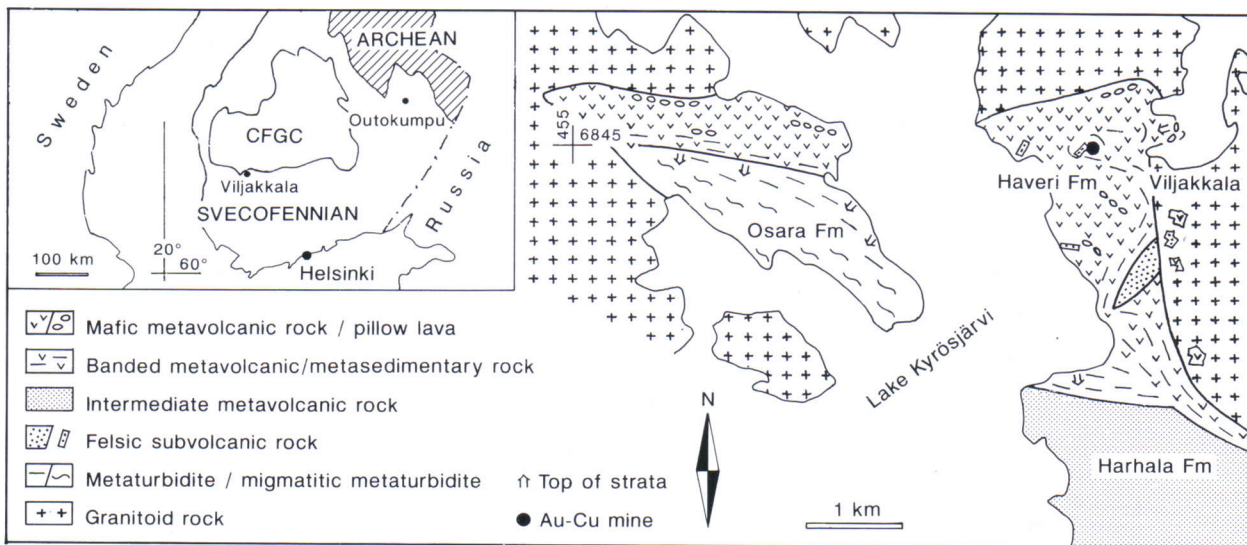 Sweden
ARCHEAN
Outokumpu
CFGC
Viljakkala
SVECOFENNIAN
Russia
100 km
20°
60°
Helsinki
Mafic metavolcanic rock / pillow lava
Banded metavolcanic/metasedimentary rock
Intermediate metavolcanic rock
Felsic subvolcanic rock
Metaturbidite / migmatitic metaturbidite
Granitoid rock
Top of strata
Au-Cu mine
455
6845
Osara Fm
Lake Kyrösjärvi
N
1 km
Haveri Fm
Viljakkala
Harhala Fm